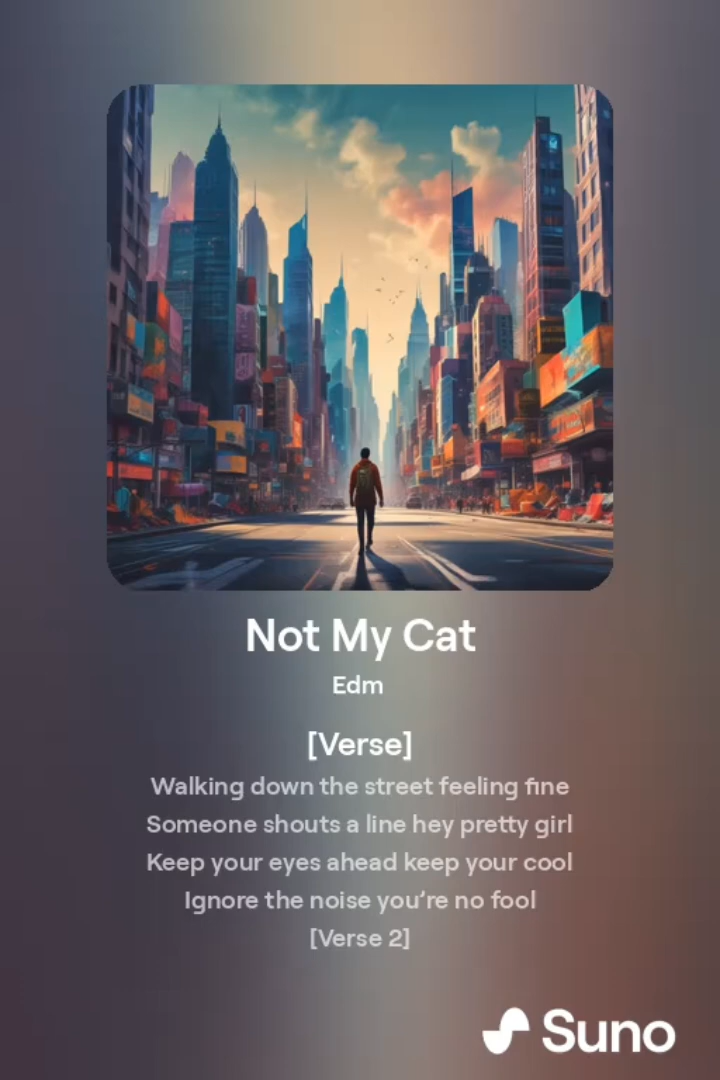 Not My Cat
Edm
[Verse]
Walking down the street feeling fine
Someone shouts a line hey pretty girl
Keep your eyes ahead keep your cool
Ignore the noise you’re no fool
[Verse 2]
Suno